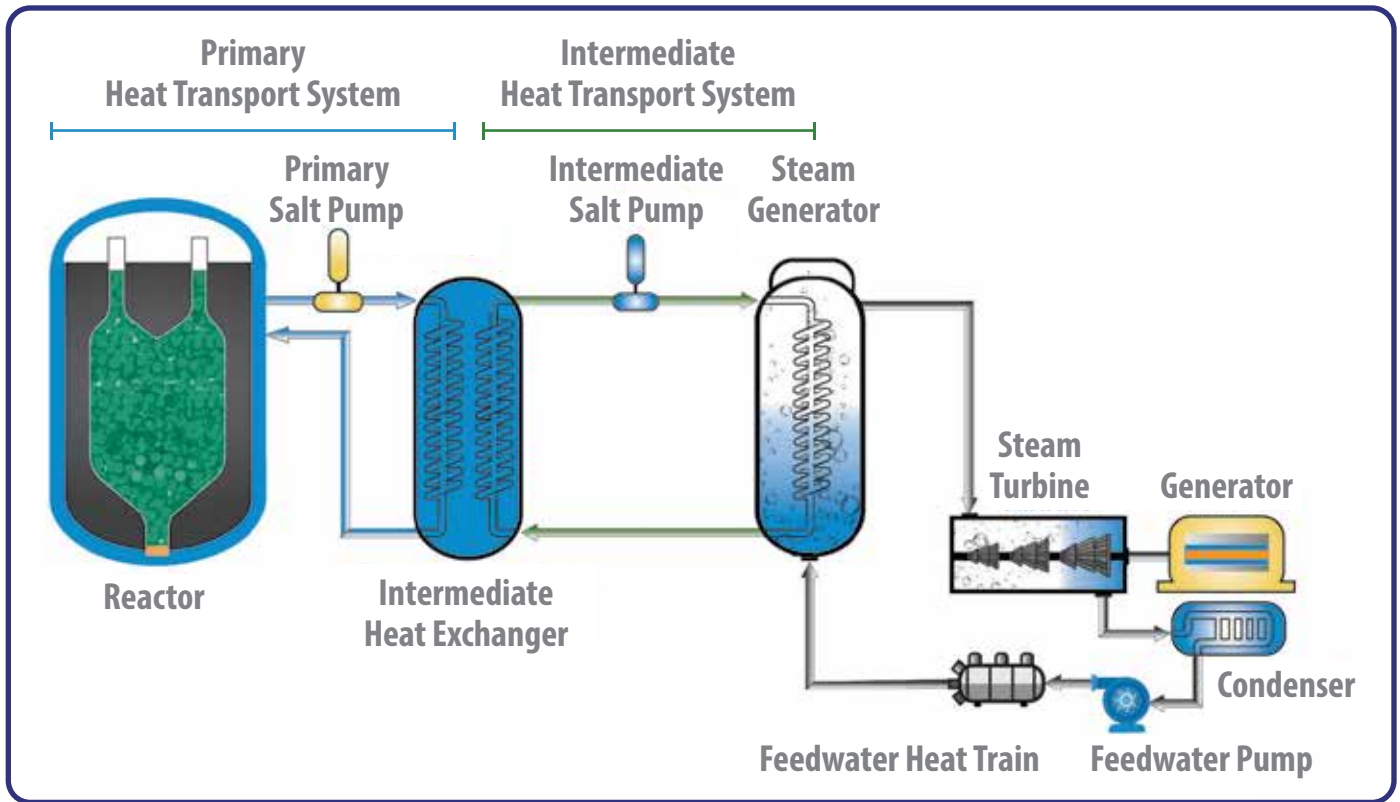 Primary
Heat Transport System
Intermediate
Heat Transport System
Primary
Salt Pump
Intermediate
Salt Pump
Steam
Generator
Steam
Turbine
Generator
Reactor
Intermediate
Heat Exchanger
Condenser
Feedwater Heat Train
Feedwater Pump